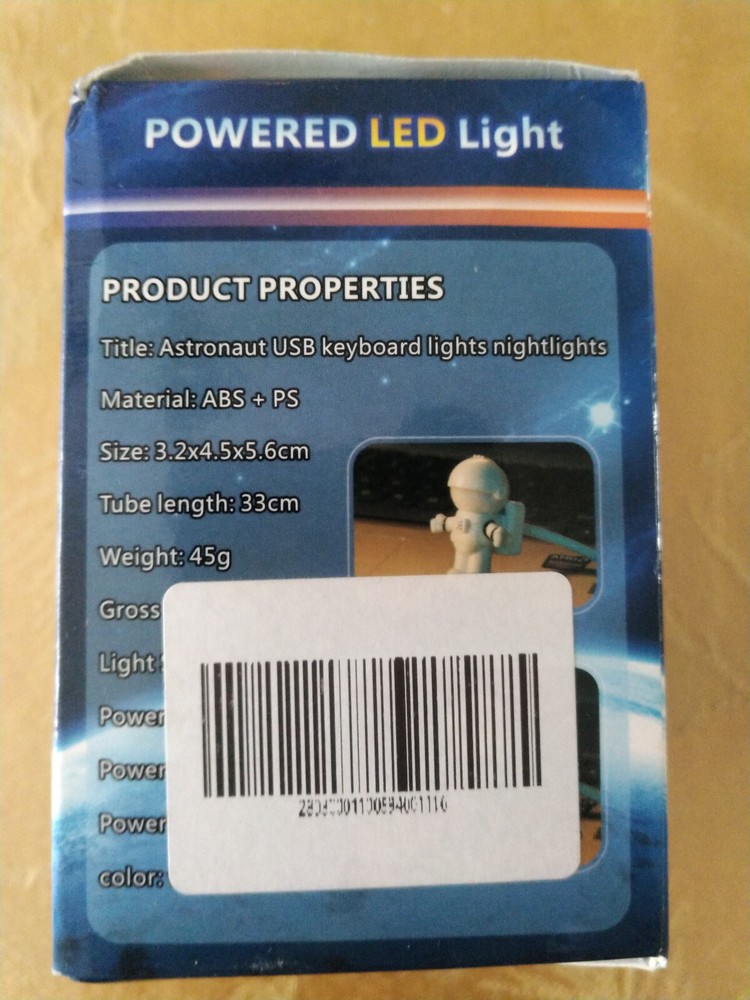 POWERED LED Light
PRODUCT PROPERTIES
Title: Astronaut USB keyboard lights nightlights
Material: ABS + PS
Size: 3.2x4.5x5.6cm
Tube length: 33cm
Weight: 45g
Gross
Light
Power
Power
Power
color: